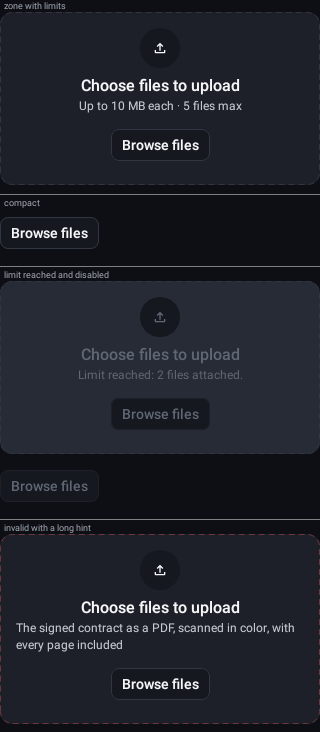 zone with limits
Choose files to upload
Up to 10 MB each · 5 files max
Browse files
compact
Browse files
limit reached and disabled
Choose files to upload
Limit reached: 2 files attached.
Browse files
Browse files
invalid with a long hint
Choose files to upload
The signed contract as a PDF, scanned in color, with
every page included
Browse files